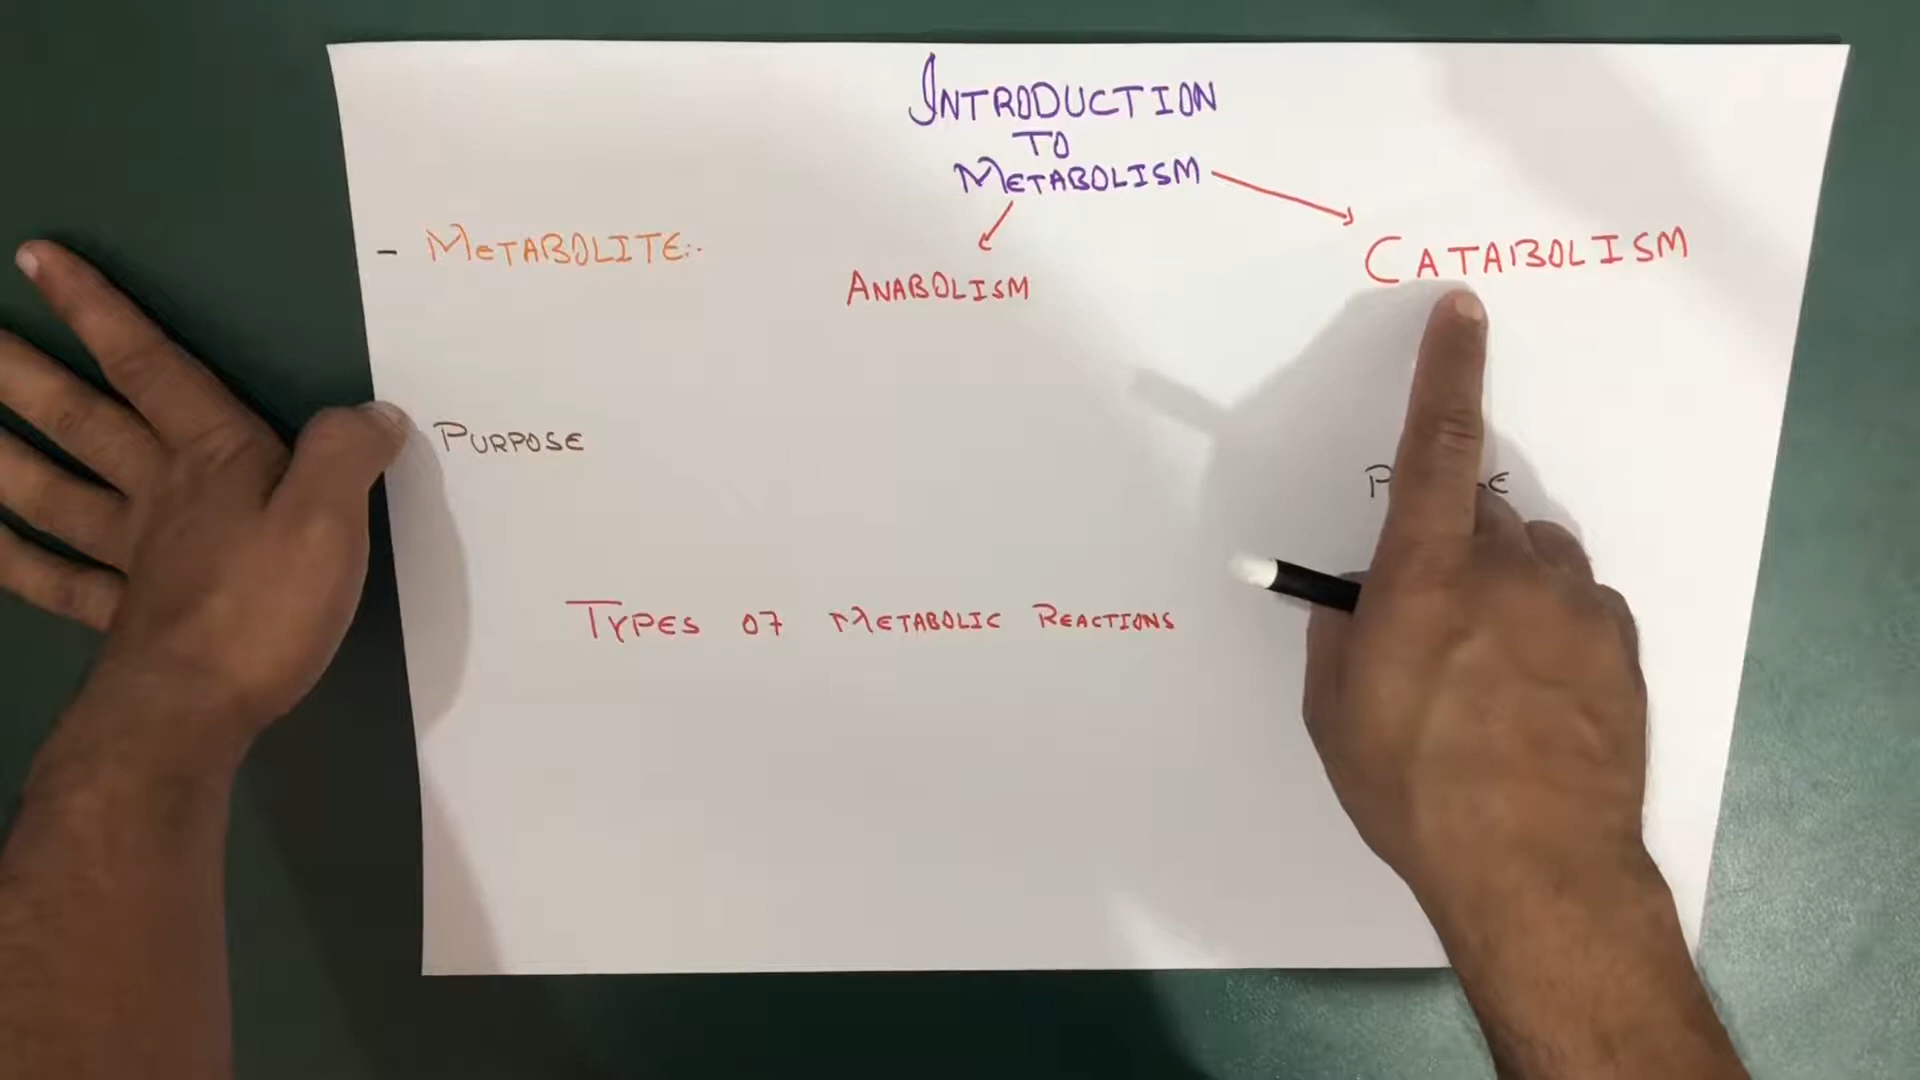 INTRODUCTION
TO
METABOLISM
- METABOLITE:-
ANABOLISM
CATABOLISM
PURPOSE
TYPES OF METABOLIC REACTIONS